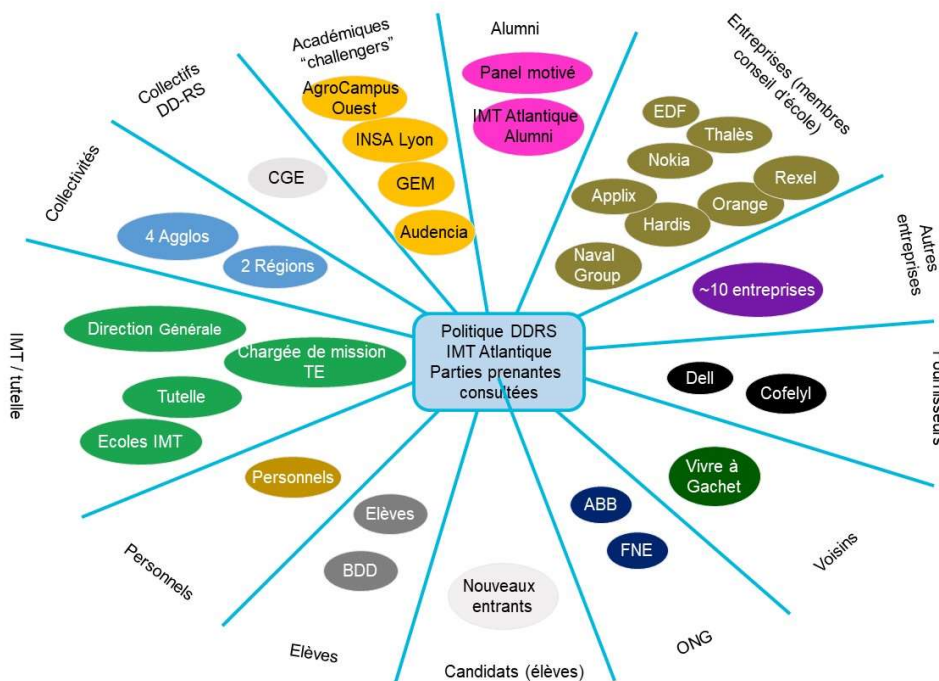 Alumni
Académiques
“challengers”
Entreprises (membres
conseil d'école)
Collectifs
DD-RS
Panel motivé
AgroCampus
Ouest
IMT Atlantique
Alumni
EDF
Thalès
INSA Lyon
Nokia
CGE
GEM
Rexel
Applix
Orange
Collectivités
Hardis
Audencia
4 Agglos
2 Régions
Naval
Group
Autres
entreprises
~10 entreprises
Direction Générale
Politique DDRS
IMT Atlantique
Parties prenantes
consultées
Chargée de mission
TE
IMT / tutelle
Dell
Cofelyl
Fournisseurs
Tutelle
Ecoles IMT
Personnels
Vivre à
Gachet
Elèves
ABB
FNE
BDD
Nouveaux
entrants
Personnels
Voisins
Elèves
ONG
Candidats (élèves)